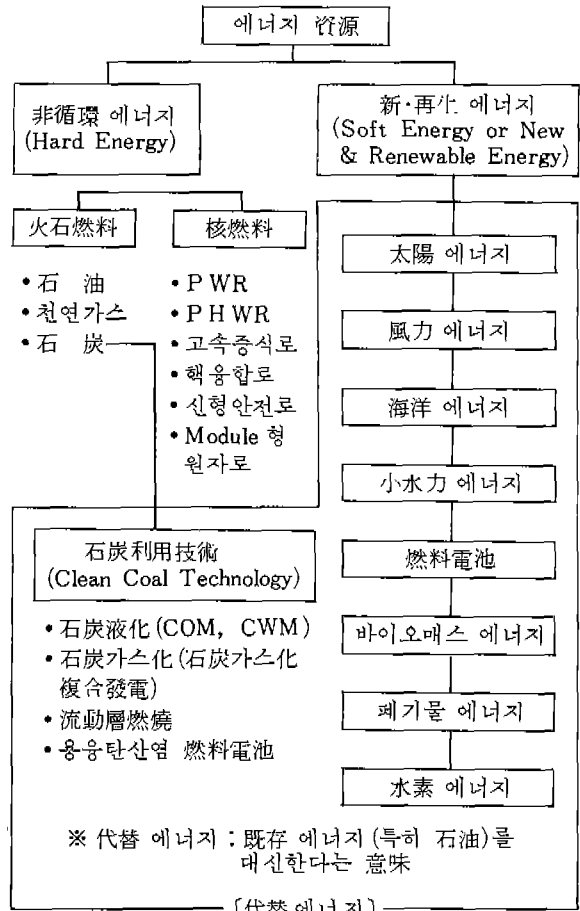 에너지 資源
非循環 에너지
(Hard Energy)
新·再生 에너지
(Soft Energy or New
& Renewable Energy)
火石燃料
• 石 油
• 천연가스
• 石 炭
核燃料
• PWR
• PHWR
• 고속증식로
• 핵융합로
• 신형안전로
• Module 형
원자로
石炭利用技術
(Clean Coal Technology)
• 石炭液化(COM, CWM)
• 石炭가스化(石炭가스化
複合發電)
• 流動層燃燒
• 용융탄산염 燃料電池
太陽 에너지
風力 에너지
海洋 에너지
小水力 에너지
燃料電池
바이오매스 에너지
폐기물 에너지
水素 에너지
※ 代替 에너지 : 既存 에너지(특히 石油)를
대신한다는 意味
〔代替 에너지〕